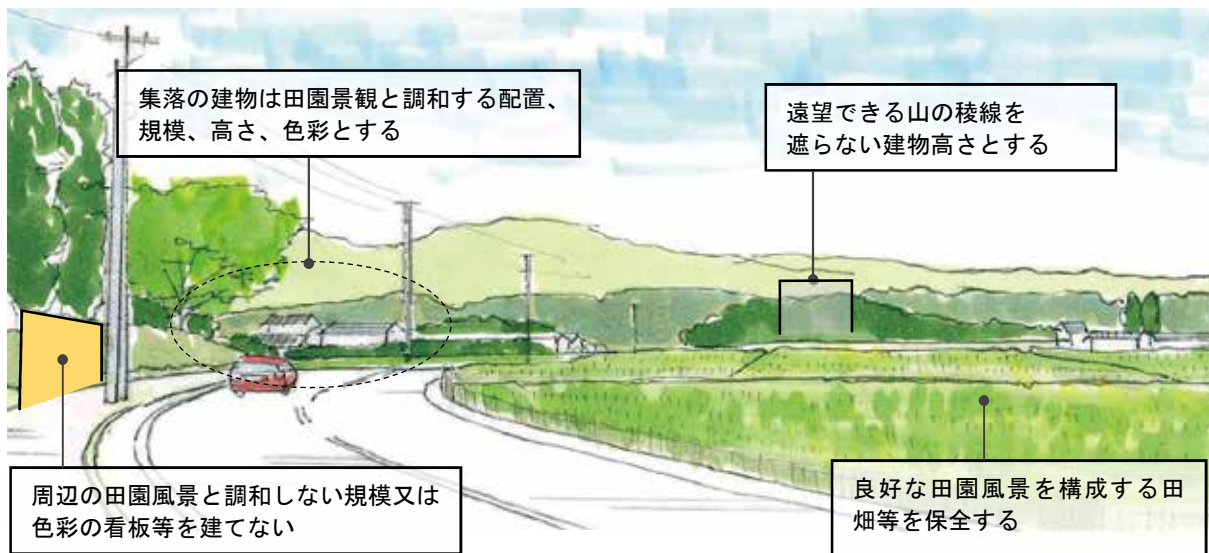 集落の建物は田園景観と調和する配置、
規模、高さ、色彩とする
遠望できる山の稜線を
遮らない建物高さとする
周辺の田園風景と調和しない規模又は
色彩の看板等を建てない
良好な田園風景を構成する田
畑等を保全する